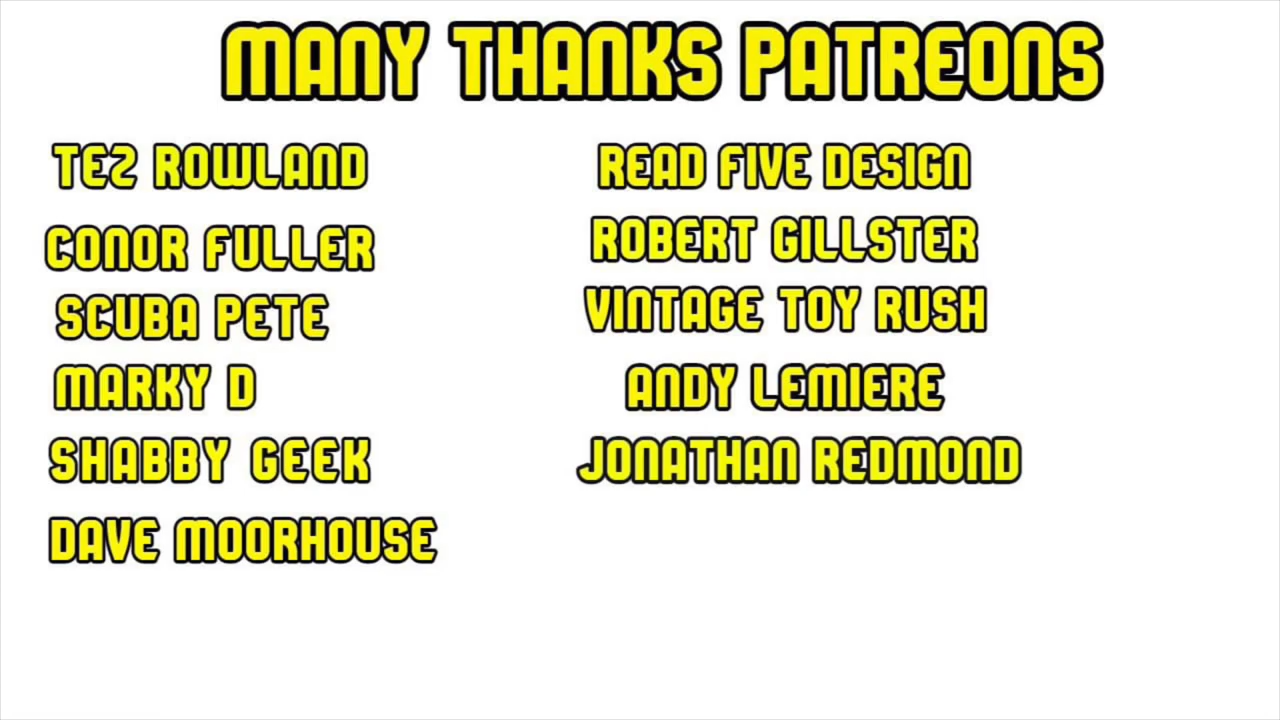 MANY THANKS PATREONS
TEZ ROWLAND
CONOR FULLER
SCUBA PETE
MARKY D
SHABBY GEEK
DAVE MOORHOUSE
READ FIVE DESIGN
ROBERT GILLSTER
VINTAGE TOY RUSH
ANDY LEMIERE
JONATHAN REDMOND